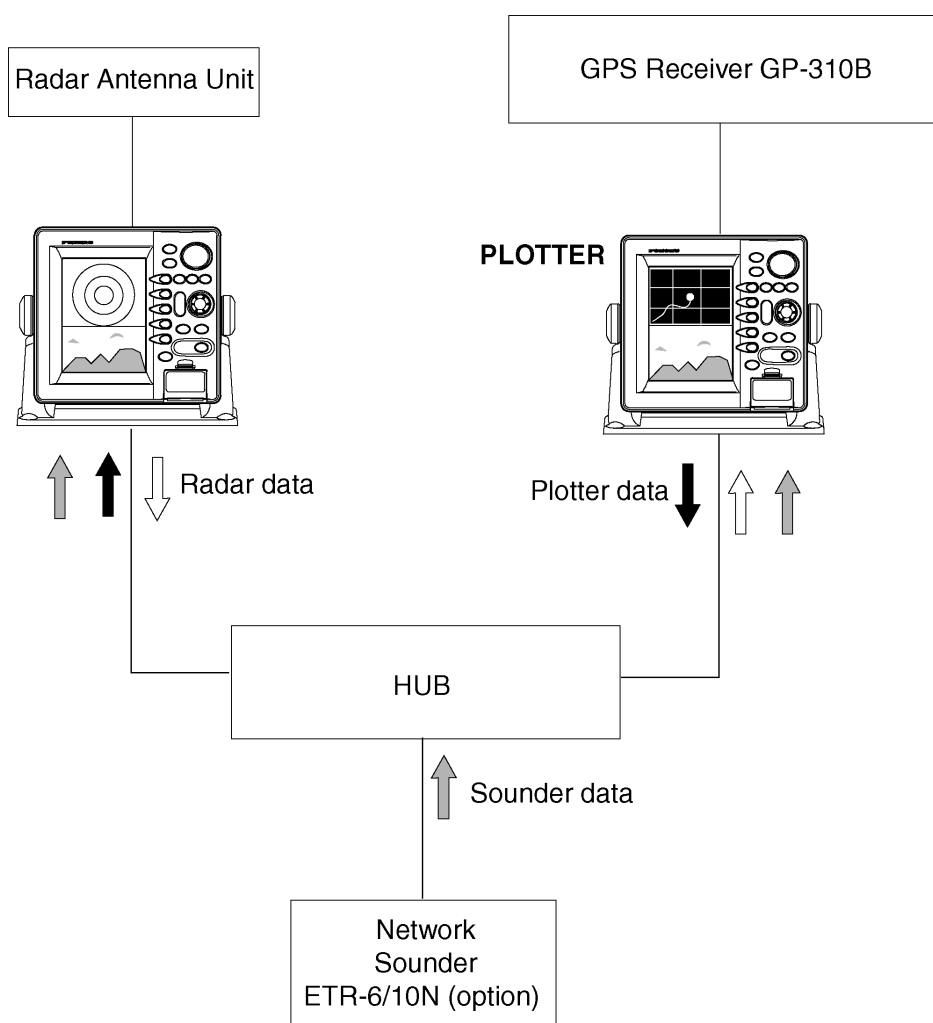 Radar Antenna Unit
GPS Receiver GP-310B
PLOTTER
Radar data
Plotter data
HUB
Sounder data
Network
Sounder
ETR-6/10N (option)